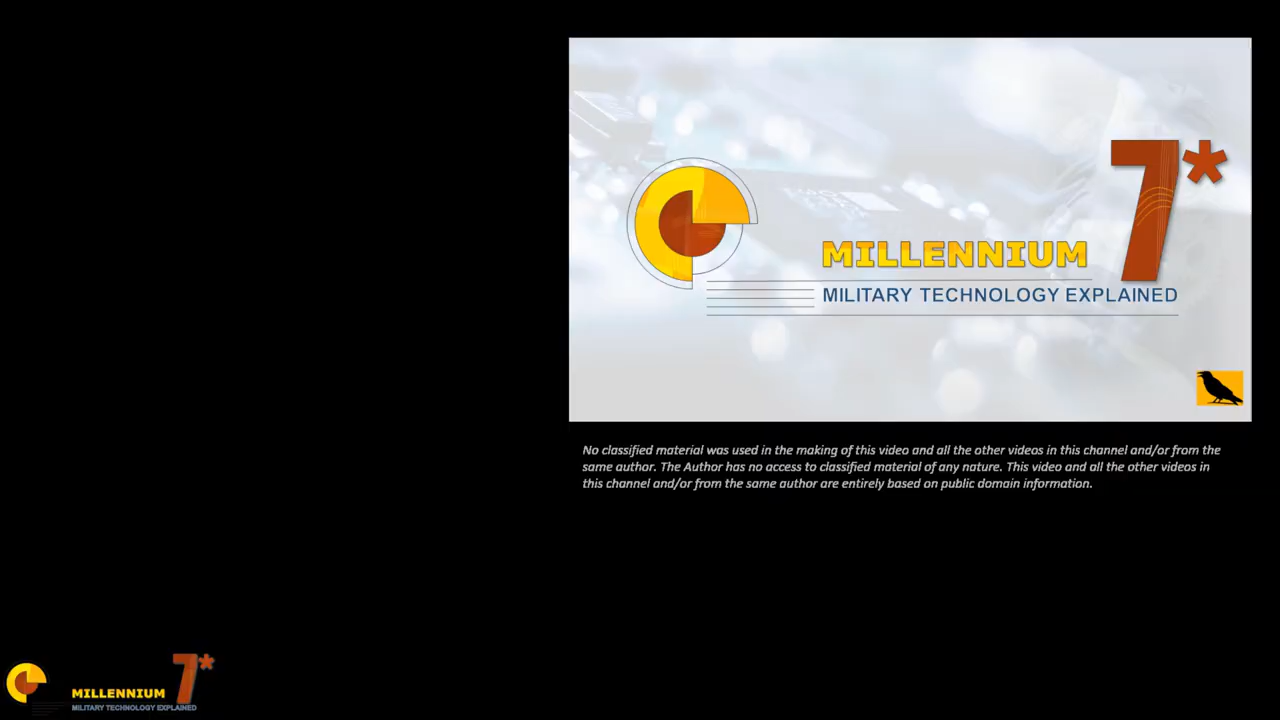 7*
MILLENNIUM
MILITARY TECHNOLOGY EXPLAINED
No classified material was used in the making of this video and all the other videos in this channel and/or from the
same author. The Author has no access to classified material of any nature. This video and all the other videos in
this channel and/or from the same author are entirely based on public domain information.
7*
MILLENNIUM
MILITARY TECHNOLOGY EXPLAINED